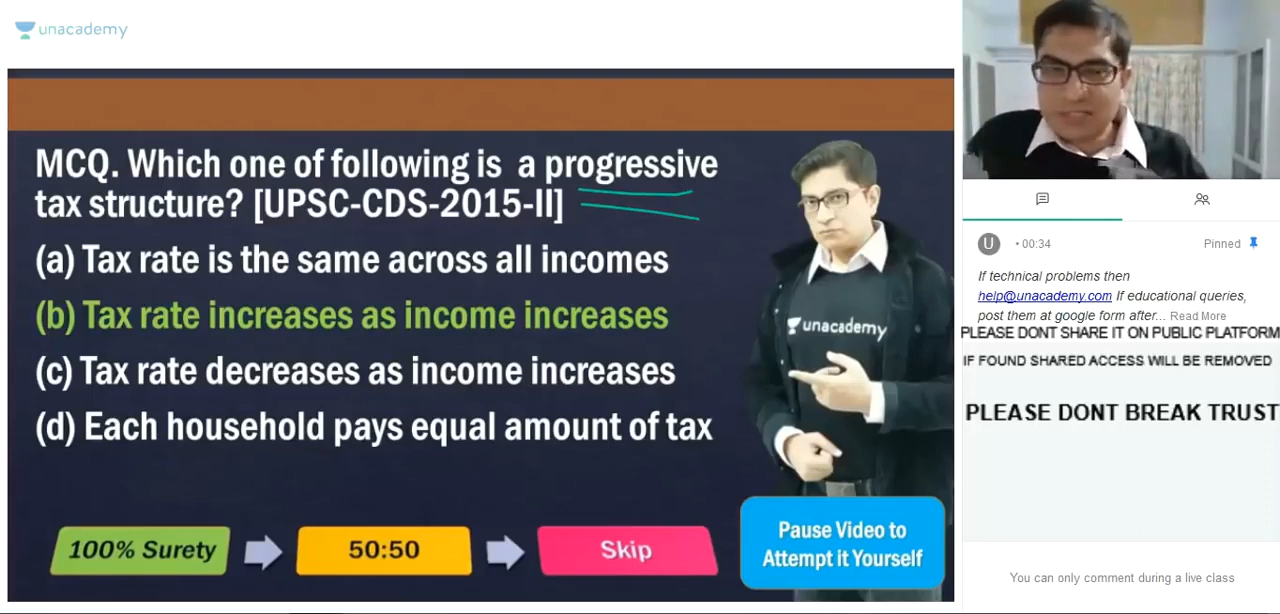 unacademy
MCQ. Which one of following is a progressive
tax structure? [UPSC-CDS-2015-II]
(a) Tax rate is the same across all incomes
(b) Tax rate increases as income increases
(c) Tax rate decreases as income increases
(d) Each household pays equal amount of tax
unacademy
100% Surety
50:50
Skip
Pause Video to
Attempt it Yourself
U • 00:34 Pinned
If technical problems then
help@unacademy.com If educational queries,
post them at google form after... Read More
PLEASE DONT SHARE IT ON PUBLIC PLATFORM
IF FOUND SHARED ACCESS WILL BE REMOVED
PLEASE DONT BREAK TRUST
You can only comment during a live class